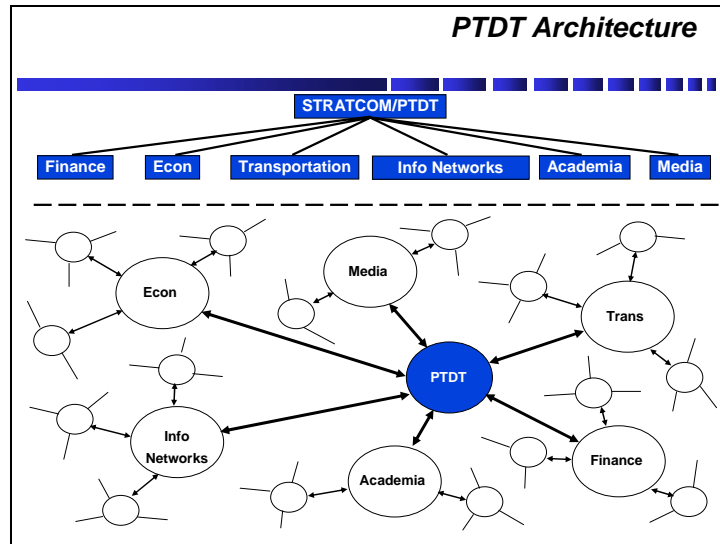 PTDT Architecture
STRATCOM/PTDT
Finance
Econ
Transportation
Info Networks
Academia
Media
Media
Econ
Trans
PTDT
Info
Networks
Academia
Finance